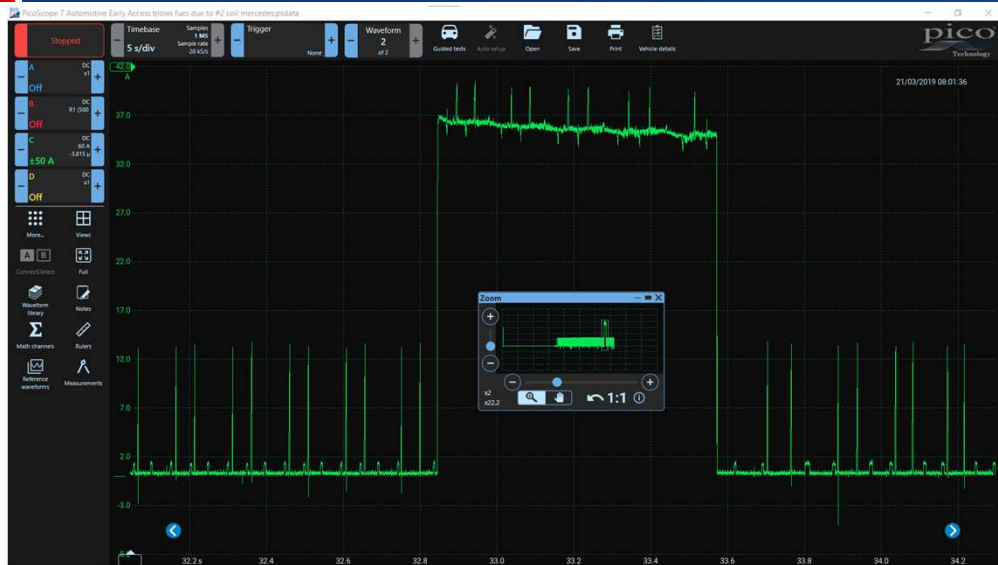 PicoScope 7 Automotive Early Access blows fues due to #2 coil mercedes.psdata
Stopped
Timebase
5 s/div
Samples
1 MS
Sample rate
20 kS/s
Trigger
None
Waveform
2
of 2
Guided tests
Auto setup
Open
Save
Print
Vehicle details
pico
Technology
A
DC
x1
Off
B
DC
Off
C
DC
60 A
±50 A
D
DC
x1
Off
More...
Views
A B
ConnectDetect
Full
Waveform
library
Notes
Math channels
Rulers
Reference
waveforms
Measurements
42.0
A
37.0
32.0
27.0
22.0
17.0
12.0
7.0
2.0
-3.0
-8.0
21/03/2019 08:01:36
Zoom
x2
x22.2
1:1
32.2 s
32.4
32.6
32.8
33.0
33.2
33.4
33.6
33.8
34.0
34.2